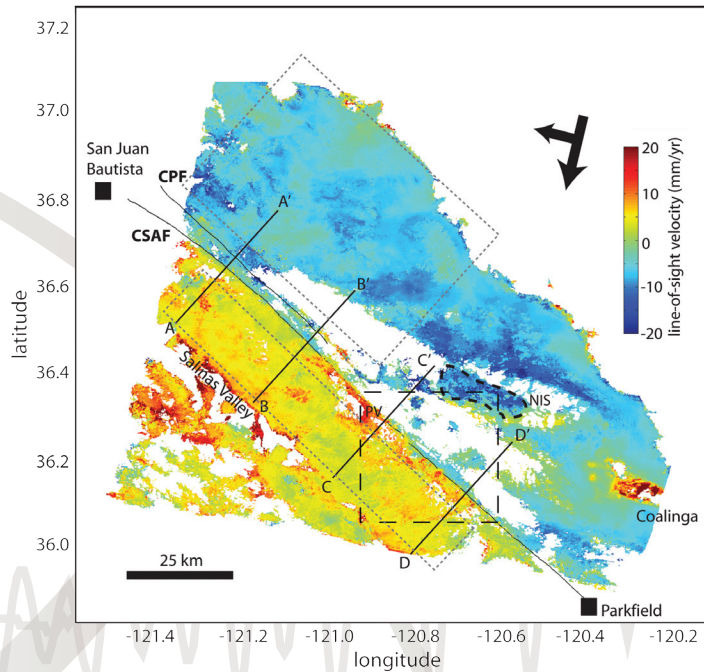 37.2
37.0
36.8
36.6
36.4
36.2
36.0
latitude
San Juan
Bautista
CPF
CSAF
A'
B'
C'
D'
A
B
C
D
Salinas Valley
PV
NIS
Coalinga
Parkfield
25 km
20
10
0
-10
-20
line-of-sight velocity (mm/yr)
-121.4
-121.2
-121.0
-120.8
-120.6
-120.4
-120.2
longitude